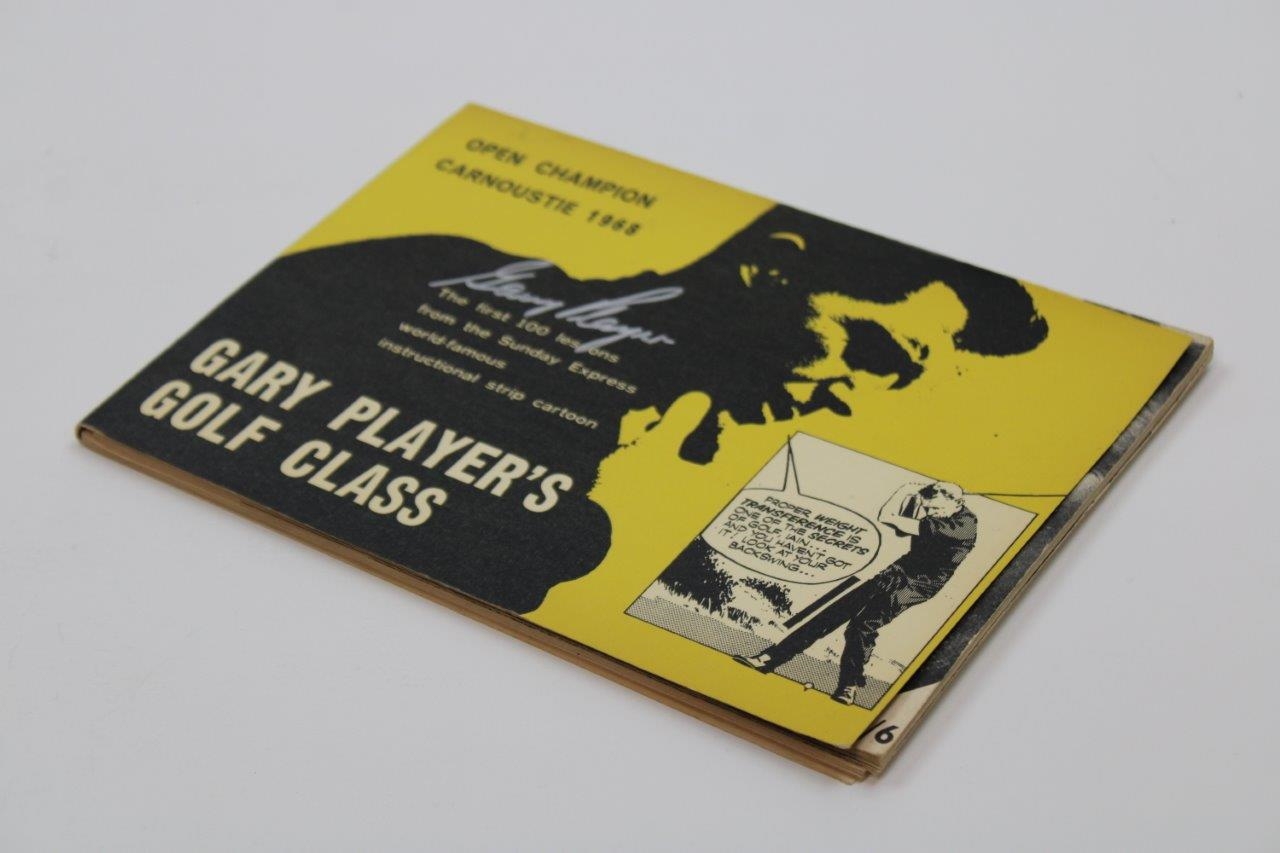 OPEN CHAMPION
CARNOUSTIE 1968
Gary Player
The first 100 lessons
from the Sunday Express
world-famous
instructional strip cartoon
GARY PLAYER'S
GOLF CLASS
PROPER WEIGHT
TRANSFERENCE IS
ONE OF THE SECRETS
OF GOLF, IAIN...
AND YOU HAVEN'T GOT
IT! LOOK AT YOUR
BACKSWING...
/6